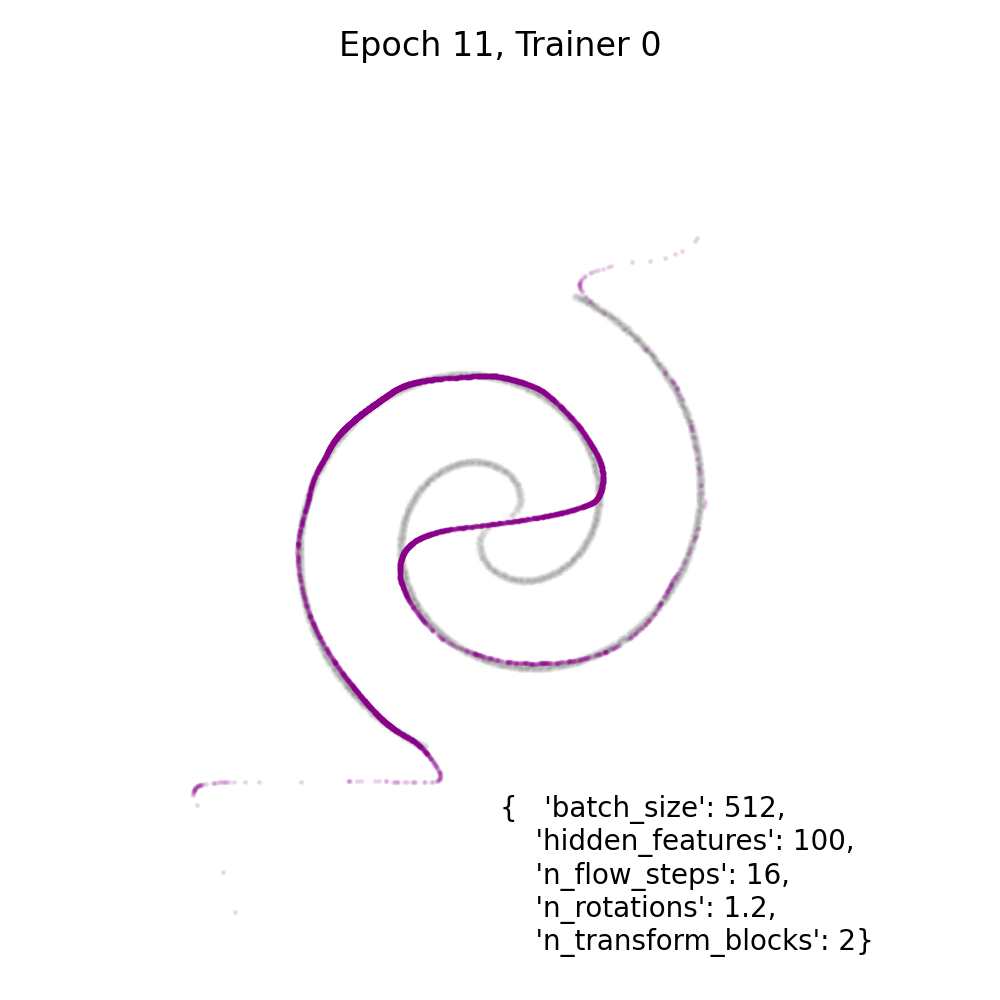 Epoch 11, Trainer 0
{   'batch_size': 512,
'hidden_features': 100,
'n_flow_steps': 16,
'n_rotations': 1.2,
'n_transform_blocks': 2}